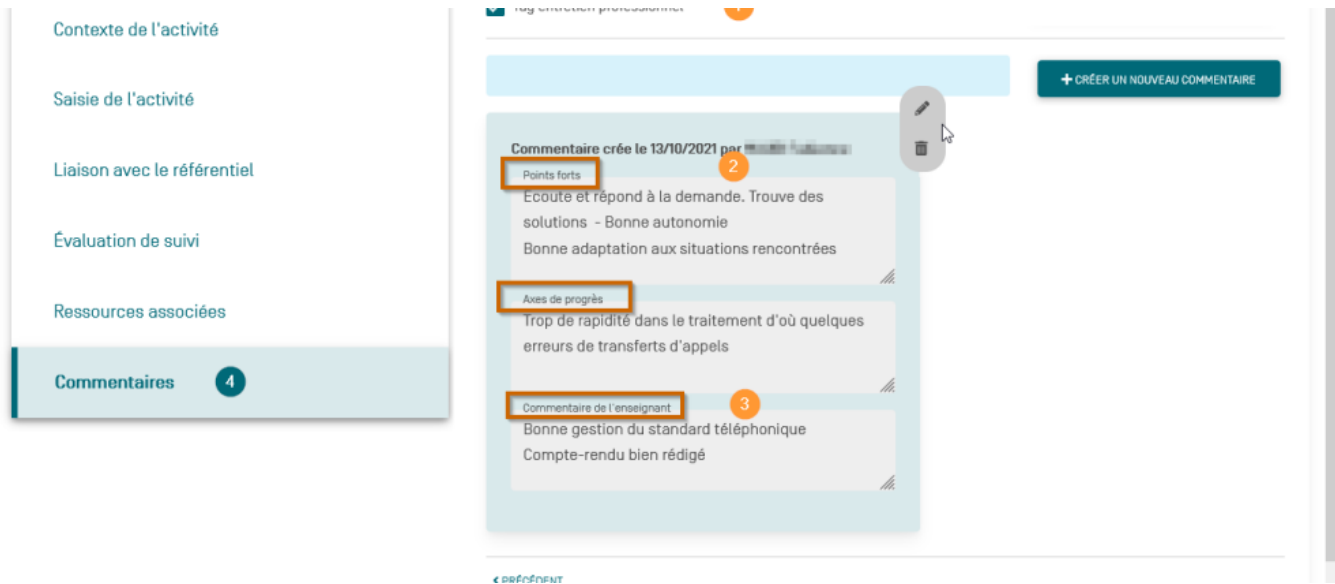 Contexte de l'activité
Saisie de l'activité
Liaison avec le référentiel
Évaluation de suivi
Ressources associées
Commentaires 4
Tag entretien professionnel
+ CRÉER UN NOUVEAU COMMENTAIRE
Commentaire crée le 13/10/2021 par
2
Points forts
Ecoute et répond à la demande. Trouve des
solutions - Bonne autonomie
Bonne adaptation aux situations rencontrées
Axes de progrès
Trop de rapidité dans le traitement d'où quelques
erreurs de transferts d'appels
Commentaire de l'enseignant 3
Bonne gestion du standard téléphonique
Compte-rendu bien rédigé
PRÉCÉDENT